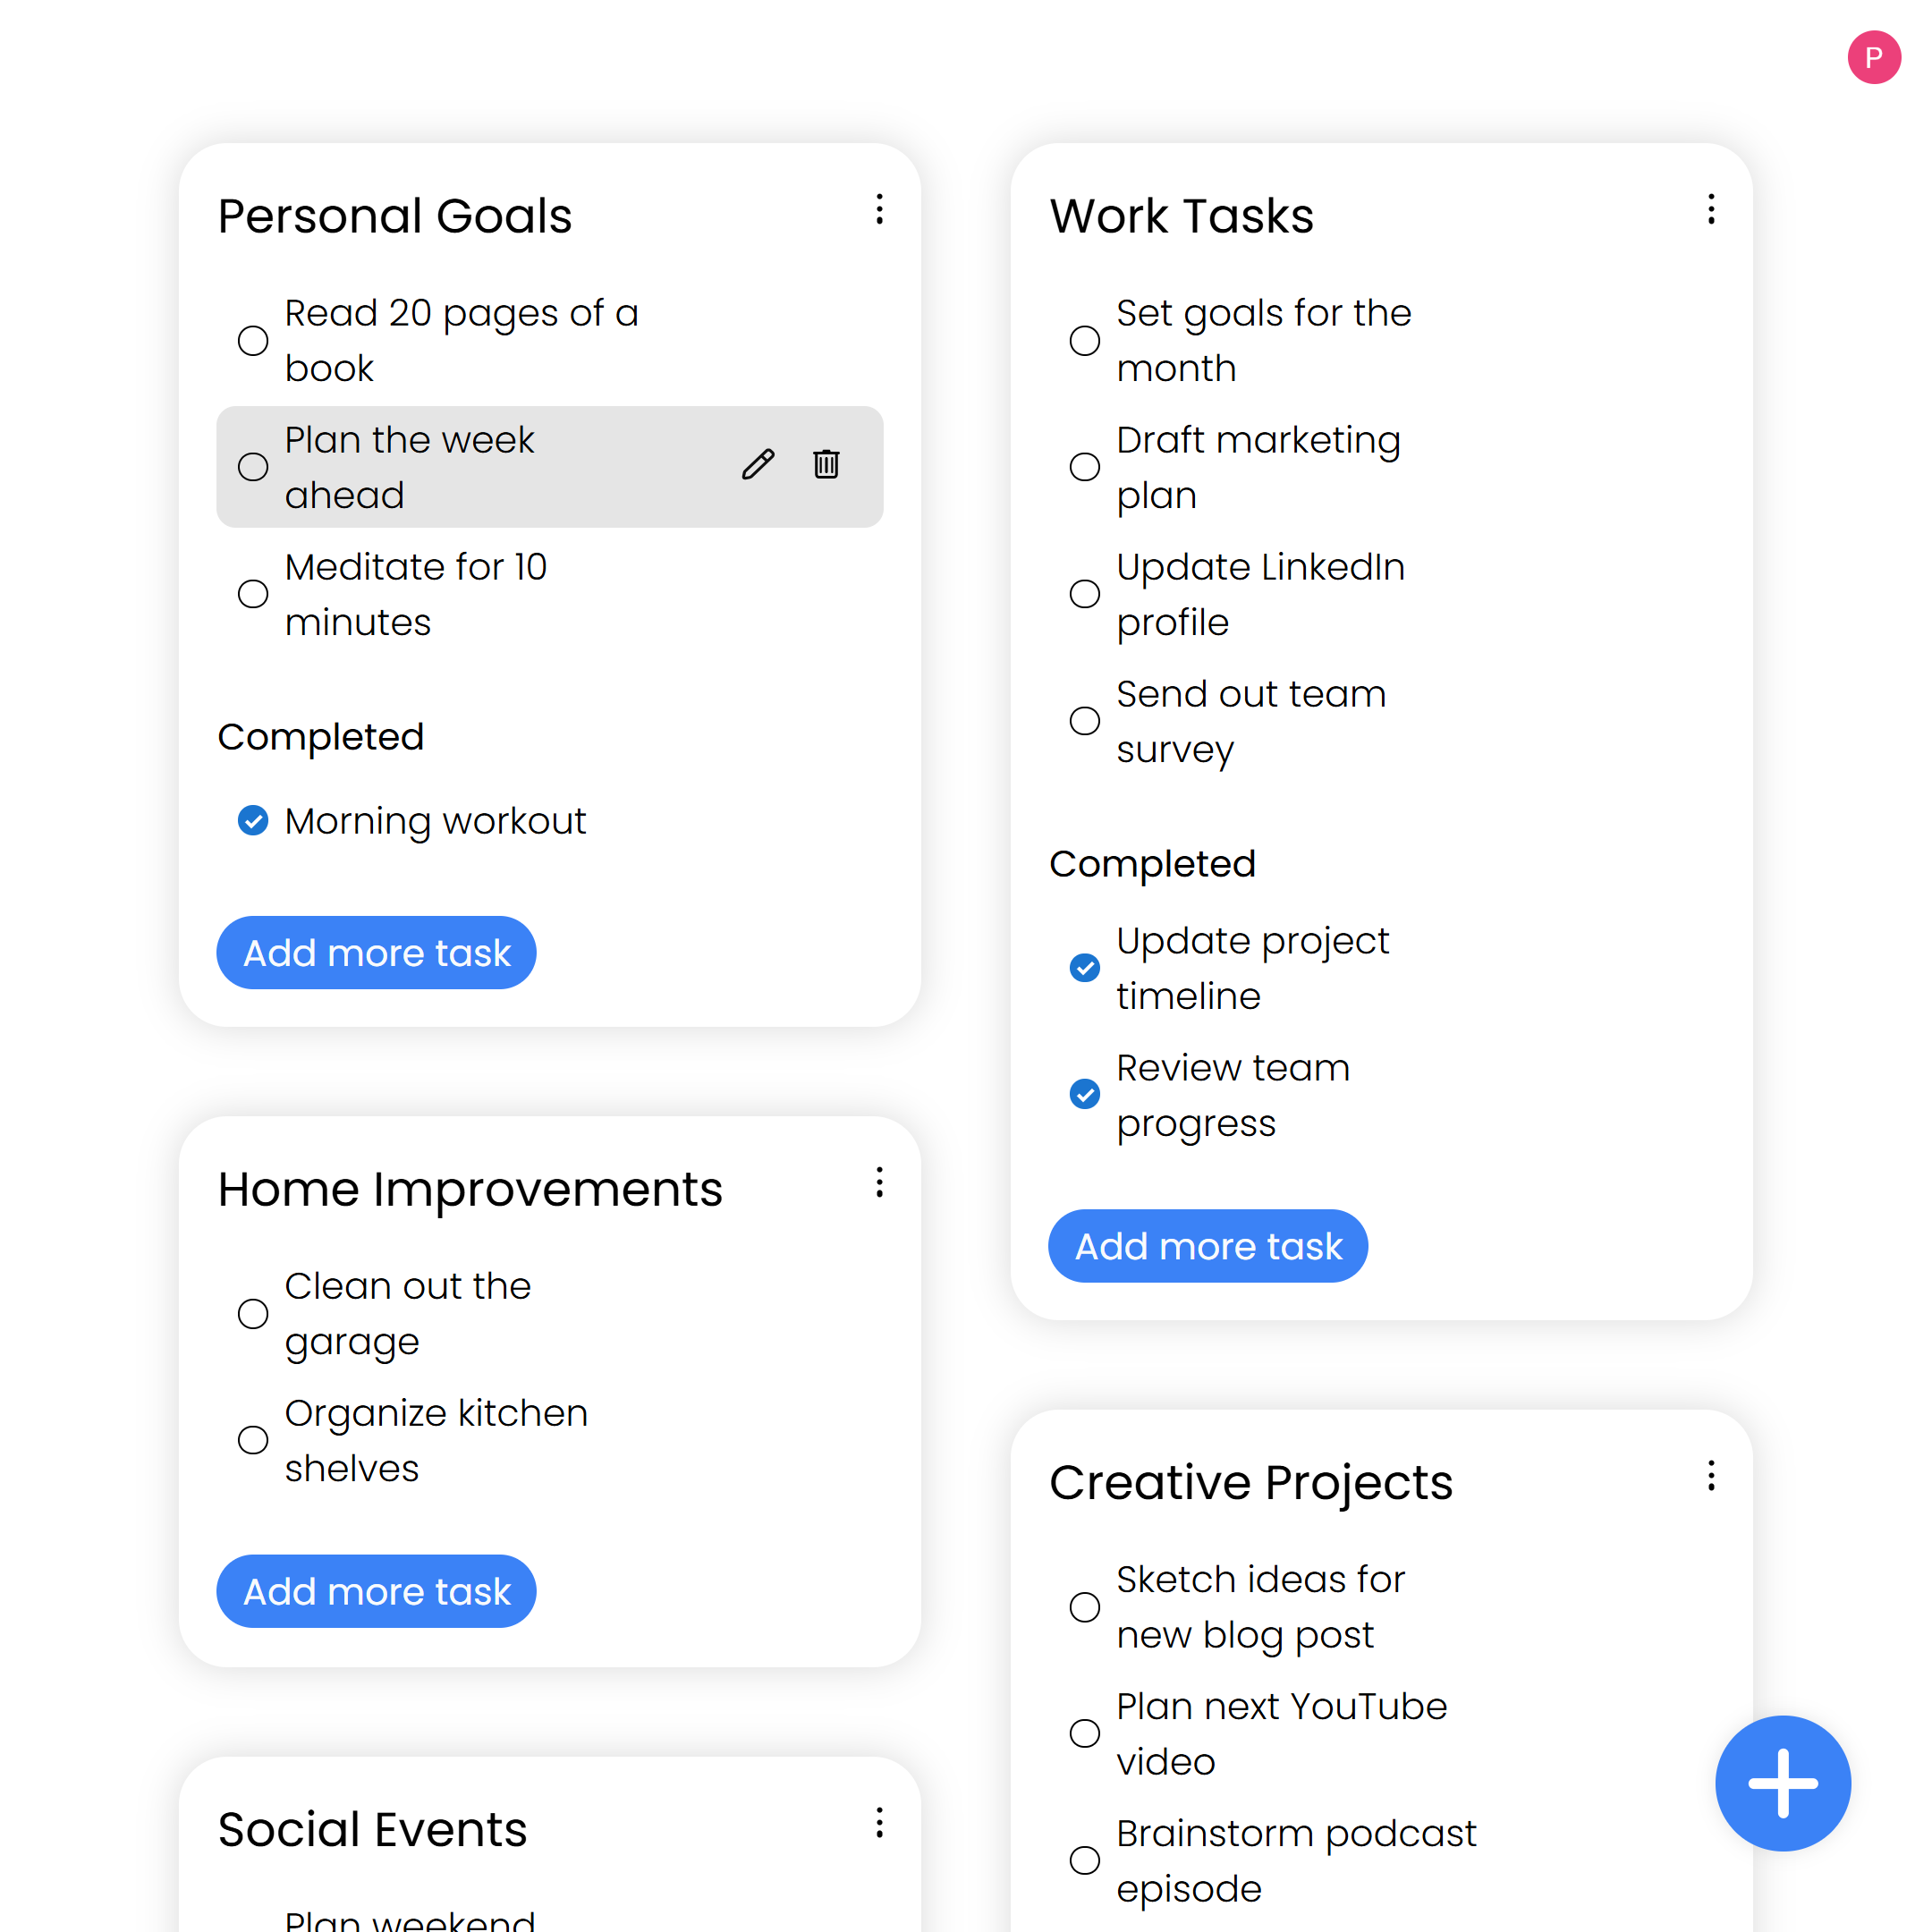 P
Personal Goals
Read 20 pages of a
book
Plan the week
ahead
Meditate for 10
minutes
Completed
Morning workout
Add more task
Home Improvements
Clean out the
garage
Organize kitchen
shelves
Add more task
Social Events
Plan weekend
Work Tasks
Set goals for the
month
Draft marketing
plan
Update LinkedIn
profile
Send out team
survey
Completed
Update project
timeline
Review team
progress
Add more task
Creative Projects
Sketch ideas for
new blog post
Plan next YouTube
video
Brainstorm podcast
episode